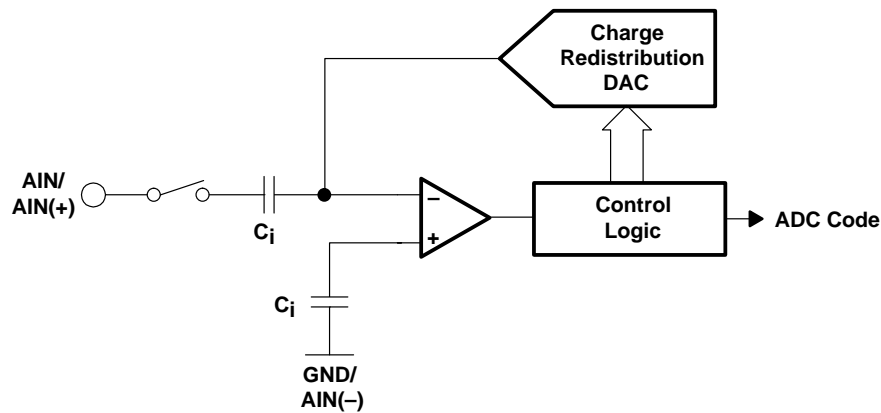 Charge
Redistribution
DAC
AIN/
AIN(+)
Ci
−
+
Control
Logic
ADC Code
Ci
GND/
AIN(−)